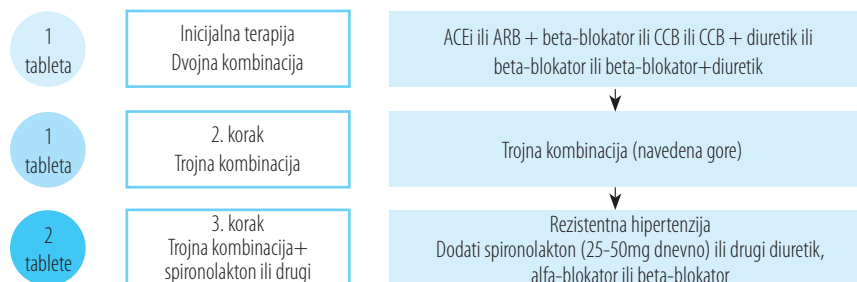 1
tableta
Inicijalna terapija
Dvojna kombinacija
ACEi ili ARB + beta-blokator ili CCB ili CCB + diuretik ili
beta-blokator ili beta-blokator+diuretik
1
tableta
2. korak
Trojna kombinacija
Trojna kombinacija (navedena gore)
2
tablete
3. korak
Trojna kombinacija+
spironolakton ili drugi
Rezistentna hipertenzija
Dodati spironolakton (25-50mg dnevno) ili drugi diuretik,
alfa-blokator ili beta-blokator